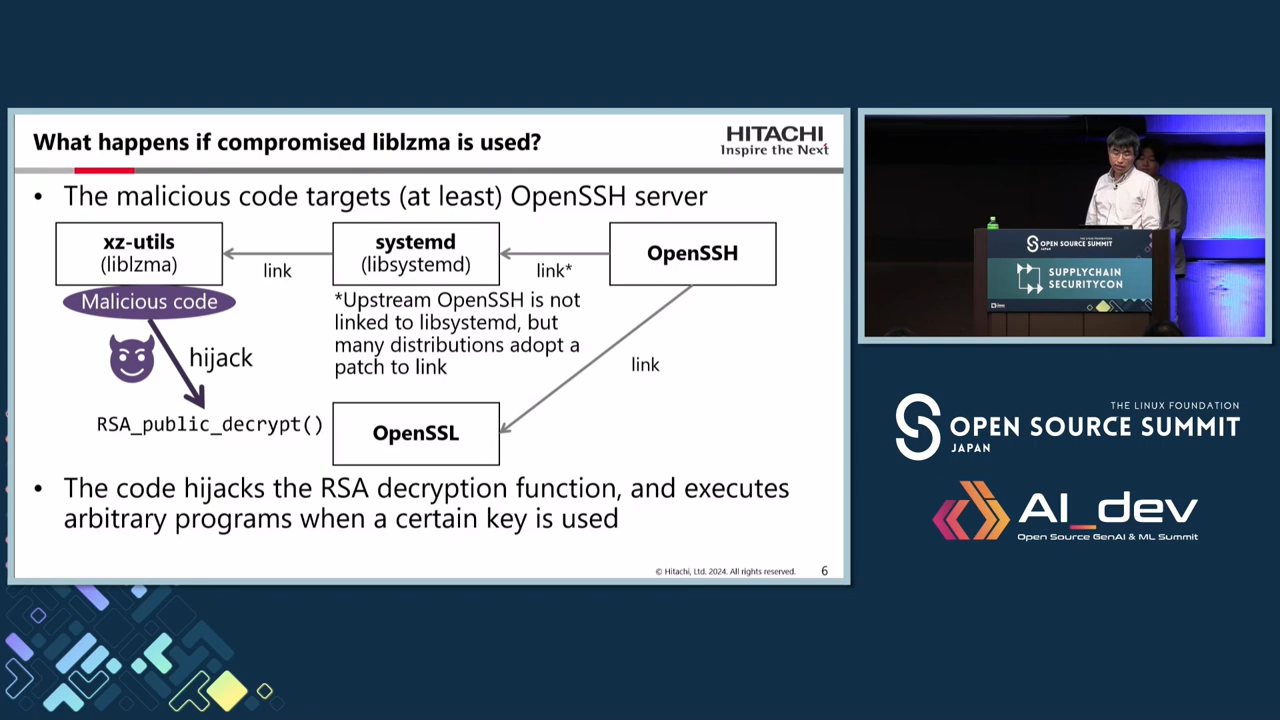 What happens if compromised liblzma is used?
HITACHI
Inspire the Next
• The malicious code targets (at least) OpenSSH server
xz-utils
(liblzma)
link
systemd
(libsystemd)
link*
OpenSSH
Malicious code
*Upstream OpenSSH is not
linked to libsystemd, but
many distributions adopt a
patch to link
hijack
link
RSA_public_decrypt()
OpenSSL
• The code hijacks the RSA decryption function, and executes
arbitrary programs when a certain key is used
© Hitachi, Ltd. 2024. All rights reserved.
6
THE LINUX FOUNDATION
OPEN SOURCE SUMMIT
SUPPLYCHAIN
SECURITYCON
THE LINUX FOUNDATION
OPEN SOURCE SUMMIT
JAPAN
AI_dev
Open Source GenAI & ML Summit